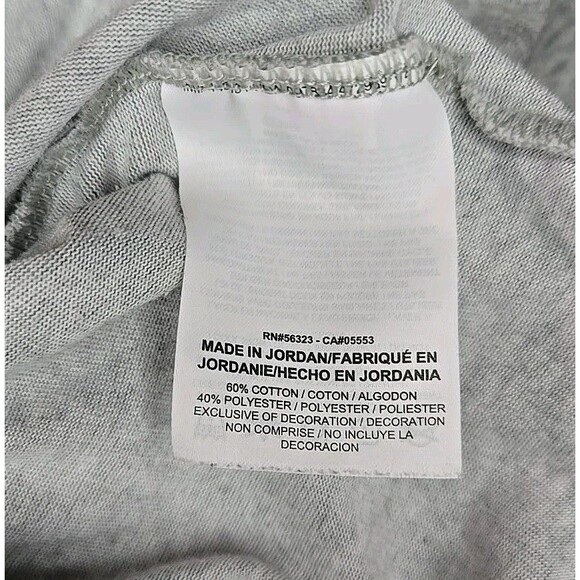 RN#56323 - CA#05553
MADE IN JORDAN/FABRIQUÉ EN
JORDANIE/HECHO EN JORDANIA
60% COTTON / COTON / ALGODON
40% POLYESTER / POLYESTER / POLIESTER
EXCLUSIVE OF DECORATION / DECORATION
NON COMPRISE / NO INCLUYE LA
DECORACION